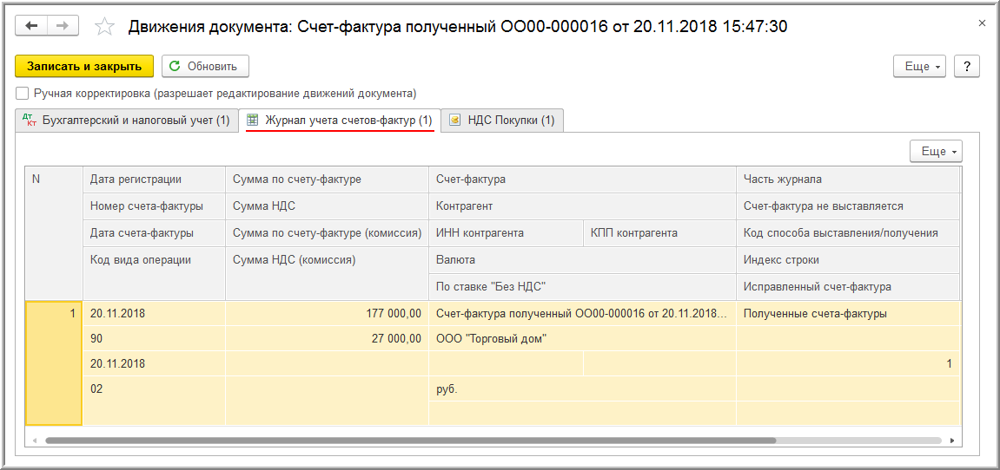 Движения документа: Счет-фактура полученный ОО00-000016 от 20.11.2018 15:47:30
Записать и закрыть Обновить Еще ?
Ручная корректировка (разрешает редактирование движений документа)
Дт Кт Бухгалтерский и налоговый учет (1) Журнал учета счетов-фактур (1) НДС Покупки (1)
Еще
N Дата регистрации Сумма по счету-фактуре Счет-фактура Часть журнала
Номер счета-фактуры Сумма НДС Контрагент Счет-фактура не выставляется
Дата счета-фактуры Сумма по счету-фактуре (комиссия) ИНН контрагента КПП контрагента Код способа выставления/получения
Код вида операции Сумма НДС (комиссия) Валюта Индекс строки
По ставке "Без НДС" Исправленный счет-фактура
1 20.11.2018 177 000,00 Счет-фактура полученный ОО00-000016 от 20.11.2018... Полученные счета-фактуры
90 27 000,00 ООО "Торговый дом"
20.11.2018 1
02 руб.